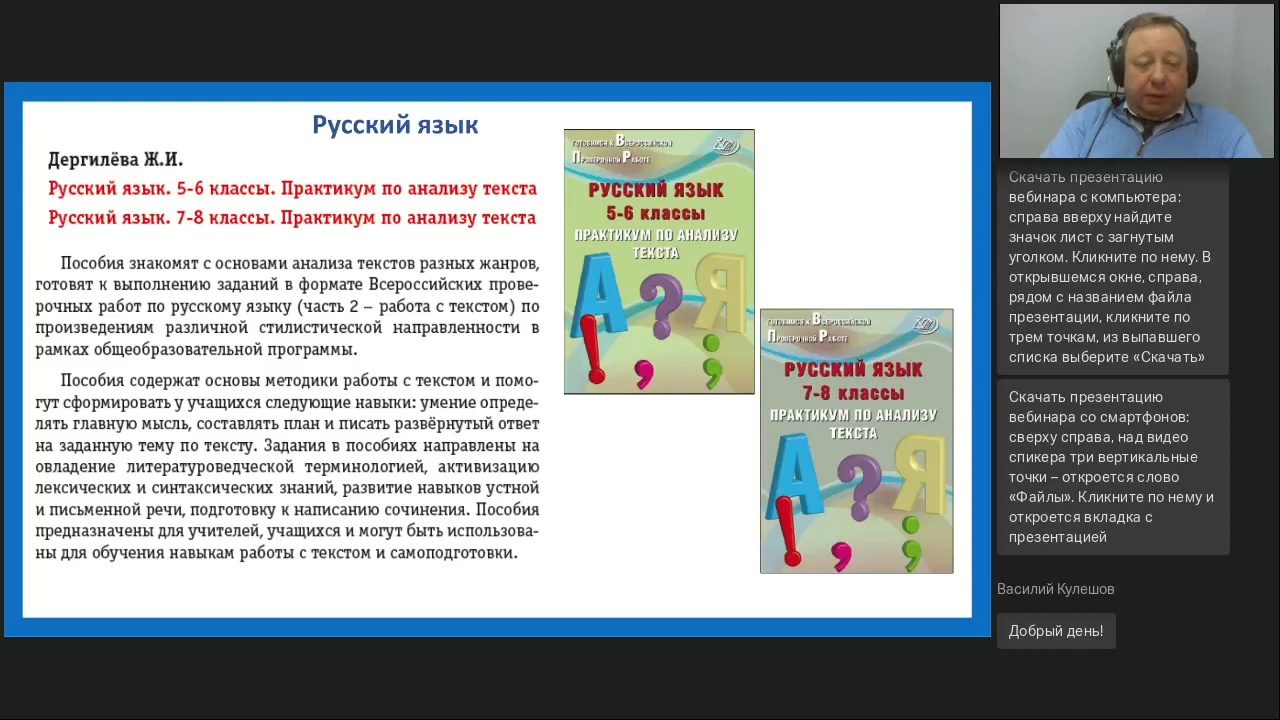 Русский язык
Дергилёва Ж.И.
Русский язык. 5-6 классы. Практикум по анализу текста
Русский язык. 7-8 классы. Практикум по анализу текста
Пособия знакомят с основами анализа текстов разных жанров,
готовят к выполнению заданий в формате Всероссийских прове-
рочных работ по русскому языку (часть 2 – работа с текстом) по
произведениям различной стилистической направленности в
рамках общеобразовательной программы.
Пособия содержат основы методики работы с текстом и помо-
гут сформировать у учащихся следующие навыки: умение опреде-
лять главную мысль, составлять план и писать развёрнутый ответ
на заданную тему по тексту. Задания в пособиях направлены на
овладение литературоведческой терминологией, активизацию
лексических и синтаксических знаний, развитие навыков устной
и письменной речи, подготовку к написанию сочинения. Пособия
предназначены для учителей, учащихся и могут быть использова-
ны для обучения навыкам работы с текстом и самоподготовки.
Готовимся к Всероссийской
Проверочной Работе
РУССКИЙ ЯЗЫК
5-6 классы
ПРАКТИКУМ ПО АНАЛИЗУ
ТЕКСТА
А ? Я
! ; ;
Готовимся к Всероссийской
Проверочной Работе
РУССКИЙ ЯЗЫК
7-8 классы
ПРАКТИКУМ ПО АНАЛИЗУ
ТЕКСТА
А ? Я
! ; ;
Скачать презентацию
вебинара с компьютера:
справа вверху найдите
значок лист с загнутым
уголком. Кликните по нему. В
открывшемся окне, справа,
рядом с названием файла
презентации, кликните по
трем точкам, из выпавшего
списка выберите «Скачать»
Скачать презентацию
вебинара со смартфонов:
сверху справа, над видео
спикера три вертикальные
точки – откроется слово
«Файлы». Кликните по нему и
откроется вкладка с
презентацией
Василий Кулешов
Добрый день!